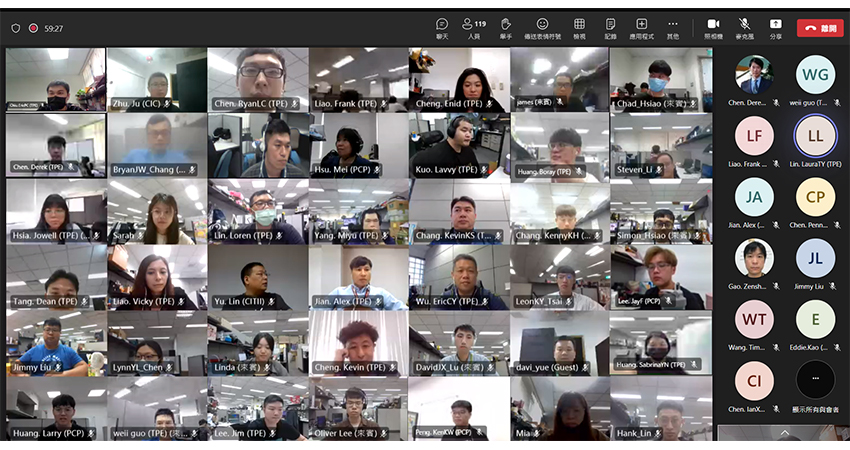 59:27
119
聊天 人員 舉手 傳送表情符號 檢視 記錄 應用程式 其他 照相機 麥克風 分享 離開
Zhu, Ju (CIC)
Chen, RyanLC (TPE)
Liao, Frank (TPE)
Cheng, Enid (TPE)
james (來賓)
Chad_Hsiao (來賓)
Chen, Dere...
WG
weii guo (T...
Chen, Derek (TPE)
BryanJW_Chang (...
Hsu, Mei (PCP)
Kuo, Lavvy (TPE)
Huang, Boray (TPE)
Steven_Li
LF
Liao, Frank ...
LL
Lin, LauraTY (TPE)
Hsia, Jowell (TPE) (...
Sarah
Lin, Loren (TPE)
Yang, Miyu (TPE)
Chang, KevinKS (T...
Chang, KennyKH (...
Simon_Hsiao (來賓)
JA
Jian, Alex (...
CP
Chen, Penn...
Tang, Dean (TPE)
Liao, Vicky (TPE)
Yu, Lin (CITII)
Jian, Alex (TPE)
Wu, EricCY (TPE)
LeonKY_Tsai
Lee, JayF (PCP)
Gao, Zensh...
JL
Jimmy Liu
Jimmy Liu
LynnYL_Chen
Linda (來賓)
Cheng, Kevin (TPE)
DavidJX_Lu (來賓)
davi_yue (Guest)
Huang, SabrinaYN (TPE)
WT
Wang, Tim...
E
Eddie.Kao (...
Huang, Larry (PCP)
weii guo (TPE) (來...
Lee, Jim (TPE)
Oliver Lee (來賓)
Peng, KenKW (PCP)
Mia
Hank_Lin
CI
Chen, IanX...
...
顯示所有與會者